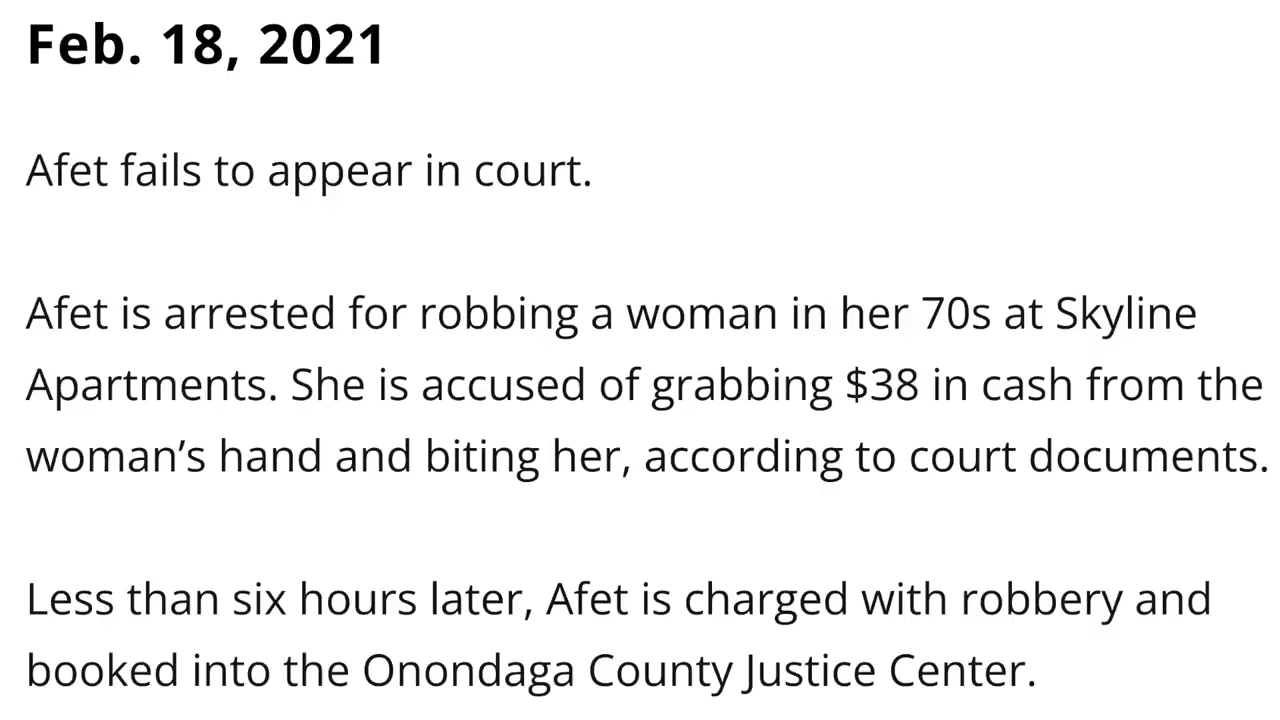 Feb. 18, 2021
Afet fails to appear in court.
Afet is arrested for robbing a woman in her 70s at Skyline
Apartments. She is accused of grabbing $38 in cash from the
woman’s hand and biting her, according to court documents.
Less than six hours later, Afet is charged with robbery and
booked into the Onondaga County Justice Center.